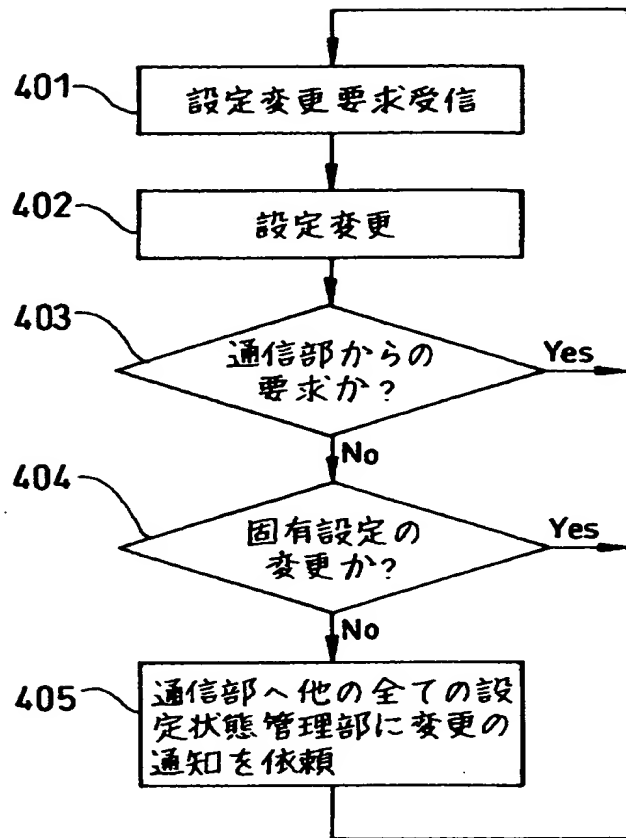 401
設定変更要求受信
402
設定変更
403
通信部からの
要求か?
Yes
No
404
固有設定の
変更か?
Yes
No
405
通信部へ他の全ての設
定状態管理部に変更の
通知を依頼